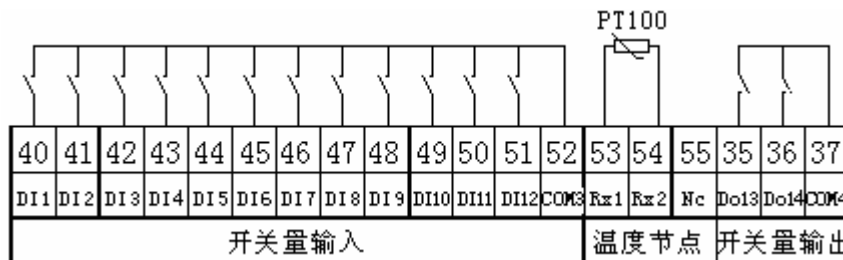 PT100
40 41 42 43 44 45 46 47 48 49 50 51 52 53 54 55 35 36 37
DI1 DI2 DI3 DI4 DI5 DI6 DI7 DI8 DI9 DI10 DI11 DI12 COM3 Rx1 Rx2 Nc Do13 Do14 COM4
开关量输入 温度节点 开关量输出